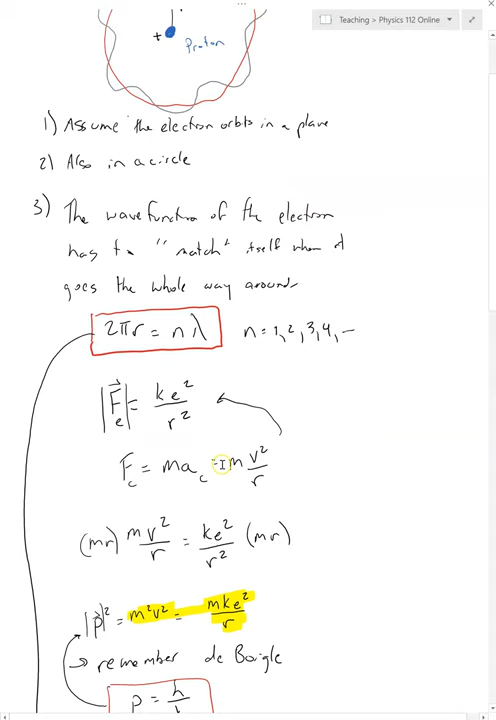 Teaching > Physics 112 Online
+
Proton
1) Assume the electron orbits in a plane
2) Also in a circle
3) The wavefunction of the electron
has to "match" itself when it
goes the whole way around
2πr = nλ n = 1, 2, 3, 4, —
|F⃗e| = ke²/r²
Fc = mac = m v²/r
(mr) mv²/r = ke²/r² (mr)
|p⃗|² = m²v² = mke²/r
→ remember de Boigle
p = h